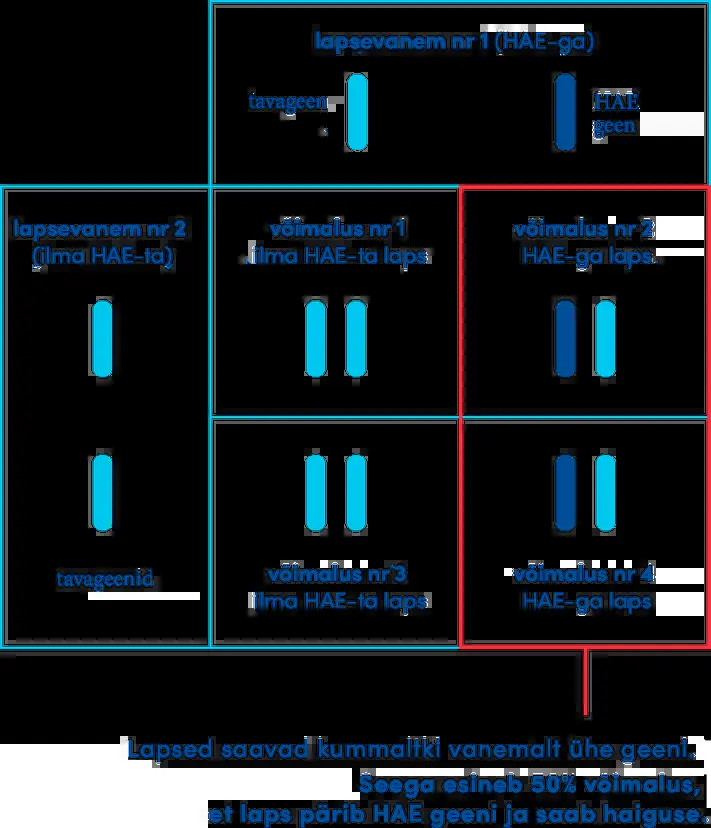 lapsevanem nr 1 (HAE-ga)
tavageen
HAE
geen
lapsevanem nr 2
(ilma HAE-ta)
võimalus nr 1
ilma HAE-ta laps
võimalus nr 2
HAE-ga laps
tavageenid
võimalus nr 3
ilma HAE-ta laps
võimalus nr 4
HAE-ga laps
Lapsed saavad kummaltki vanemalt ühe geeni.
Seega esineb 50% võimalus,
et laps pärib HAE geeni ja saab haiguse.